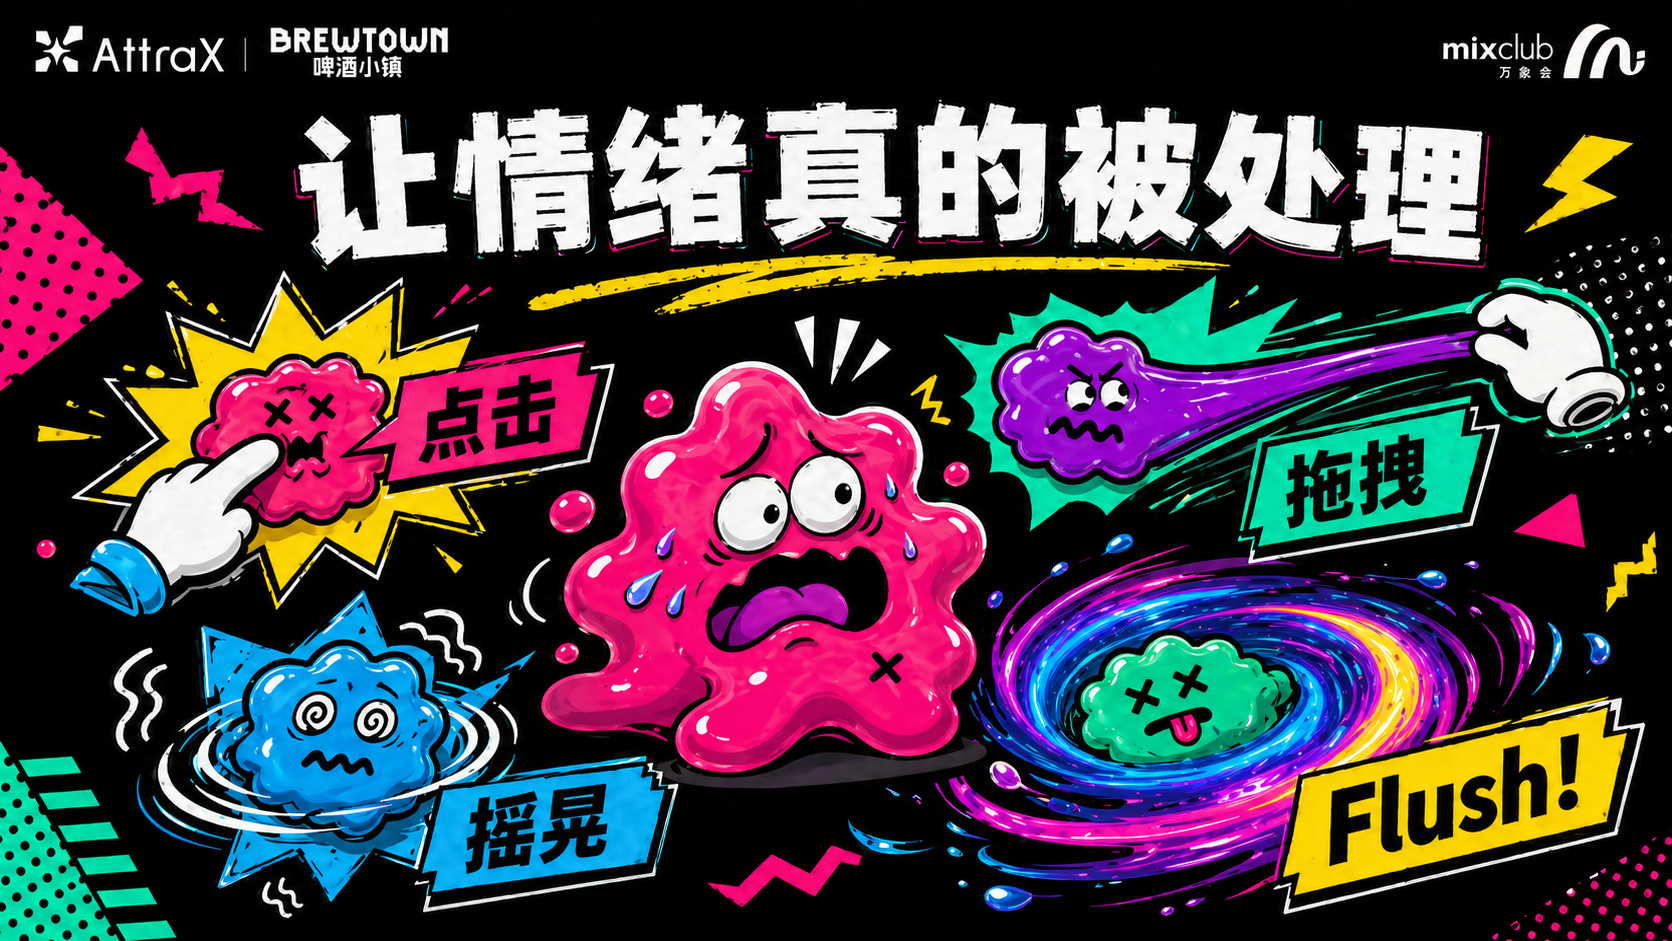 AttraX
BREWTOWN
啤酒小镇
mixclub
万象会
让情绪真的被处理
点击
拖拽
摇晃
Flush!